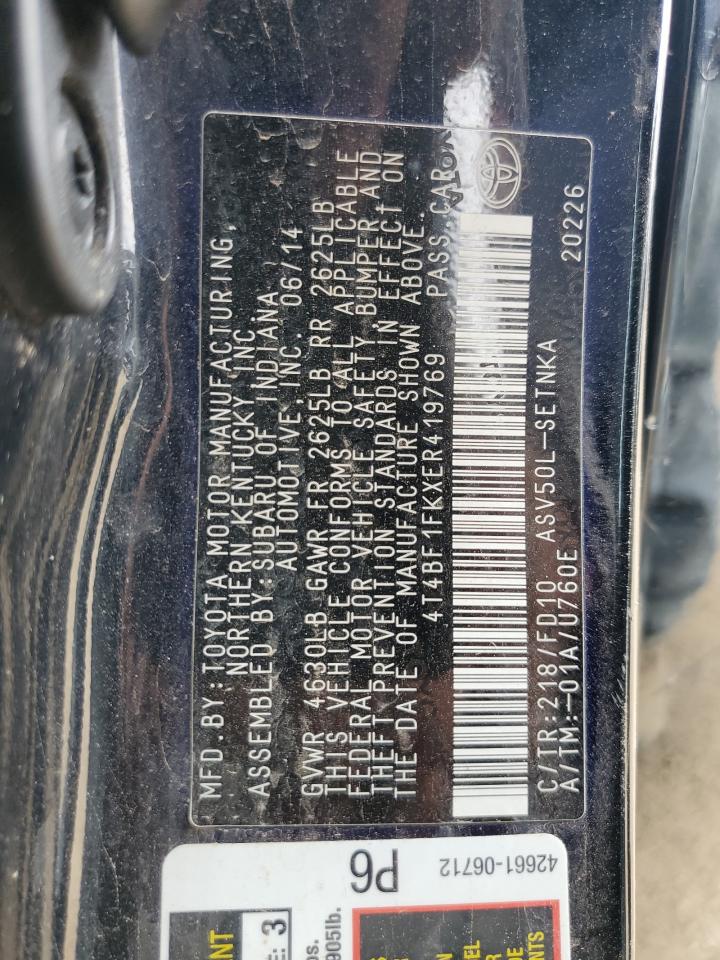 MFD.BY:TOYOTA MOTOR MANUFACTURING,
NORTHERN KENTUCKY INC.
ASSEMBLED BY:SUBARU OF INDIANA
AUTOMOTIVE,INC. 06/14
GVWR 4630LB GAWR FR 2625LB RR 2625LB
THIS VEHICLE CONFORMS TO ALL APPLICABLE
FEDERAL MOTOR VEHICLE SAFETY BUMPER AND
THEFT PREVENTION STANDARDS IN EFFECT ON
THE DATE OF MANUFACTURE SHOWN ABOVE.
4T4BF1FKXER419769 PASS.CAR
TOYOTA
C/TR:218/FD10 ASV50L-SETNKA 20226
A/TM:-01A/U760E
P6
42661-06712
3
905lb.